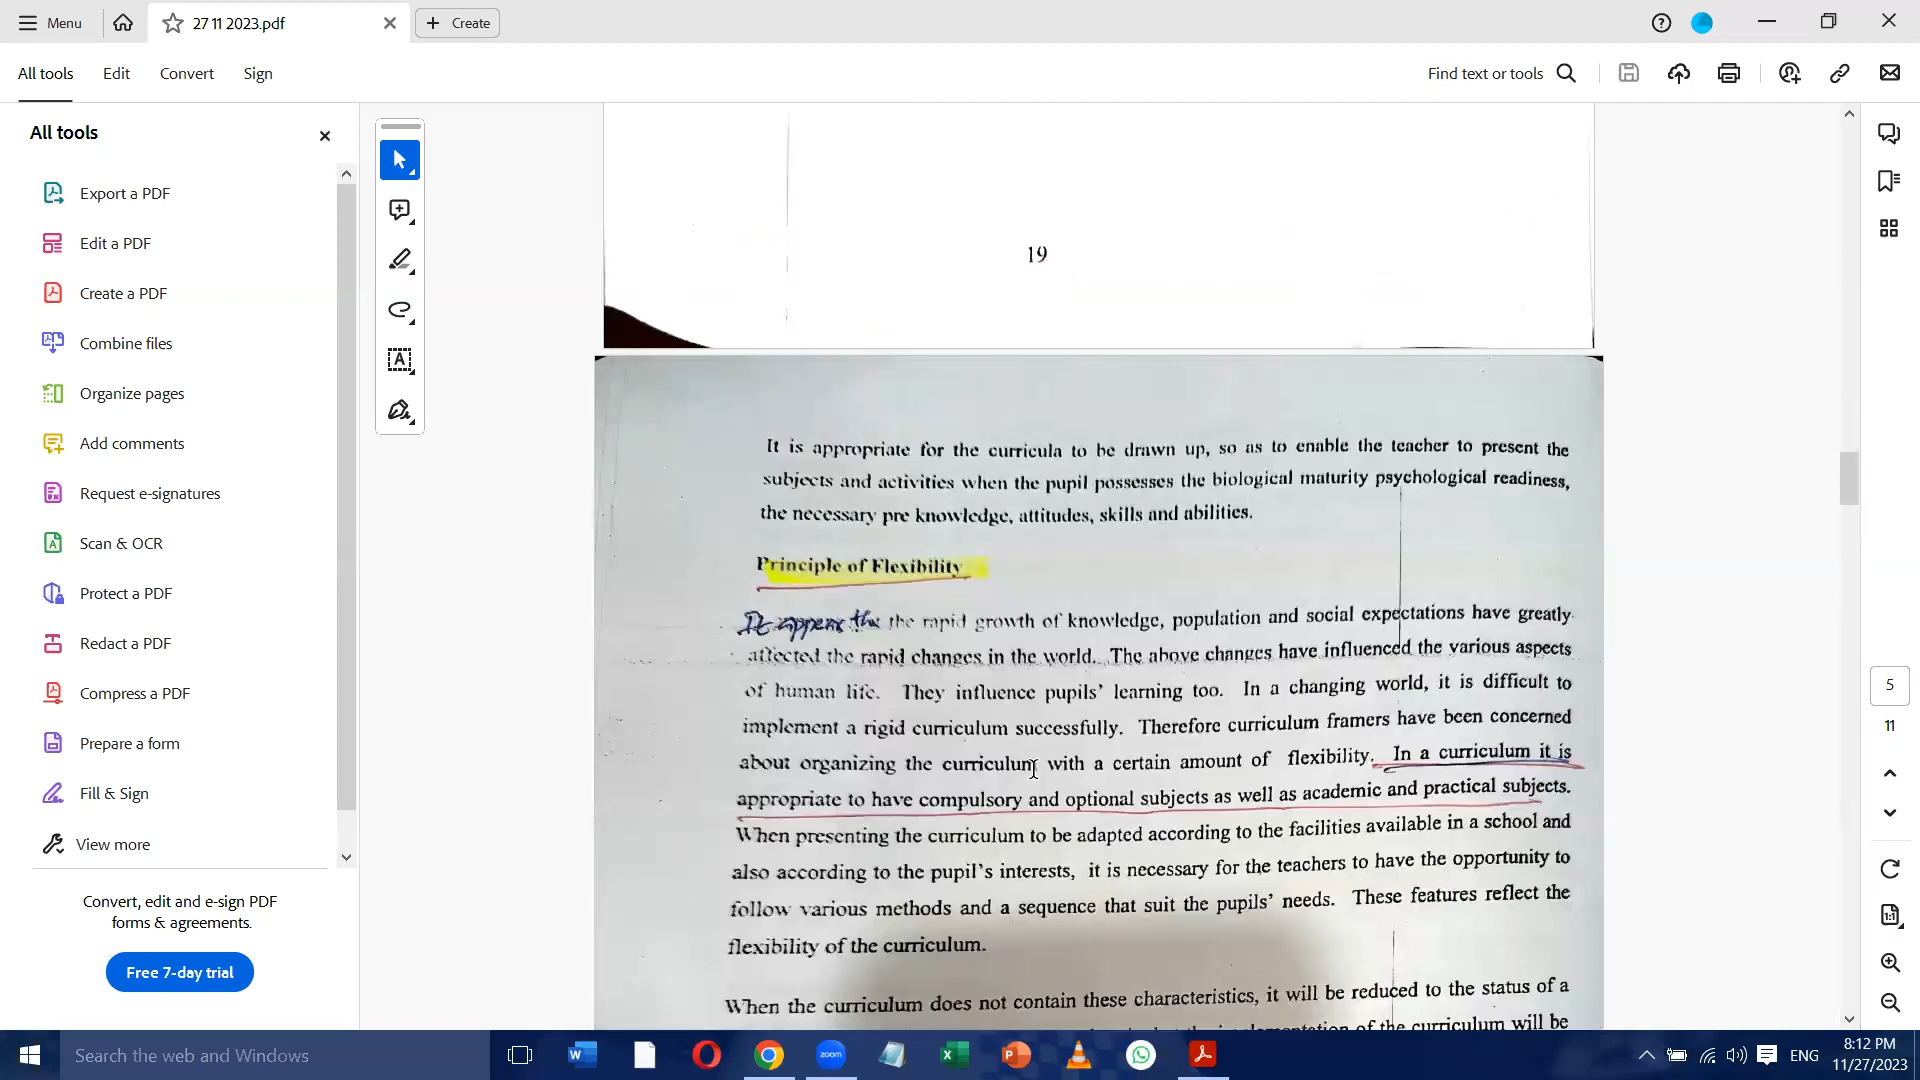 Menu
27 11 2023.pdf
Create
All tools
Edit
Convert
Sign
Find text or tools
All tools
Export a PDF
Edit a PDF
Create a PDF
Combine files
Organize pages
Add comments
Request e-signatures
Scan & OCR
Protect a PDF
Redact a PDF
Compress a PDF
Prepare a form
Fill & Sign
View more
Convert, edit and e-sign PDF
forms & agreements.
Free 7-day trial
19
It is appropriate for the curricula to be drawn up, so as to enable the teacher to present the
subjects and activities when the pupil possesses the biological maturity psychological readiness,
the necessary pre knowledge, attitudes, skills and abilities.
Principle of Flexibility
It appears the the rapid growth of knowledge, population and social expectations have greatly
affected the rapid changes in the world. The above changes have influenced the various aspects
of human life. They influence pupils' learning too. In a changing world, it is difficult to
implement a rigid curriculum successfully. Therefore curriculum framers have been concerned
about organizing the curriculum with a certain amount of flexibility. In a curriculum it is
appropriate to have compulsory and optional subjects as well as academic and practical subjects.
When presenting the curriculum to be adapted according to the facilities available in a school and
also according to the pupil's interests, it is necessary for the teachers to have the opportunity to
follow various methods and a sequence that suit the pupils' needs. These features reflect the
flexibility of the curriculum.
When the curriculum does not contain these characteristics, it will be reduced to the status of a
of the curriculum will be
5
11
1:1
Search the web and Windows
zoom
ENG
8:12 PM
11/27/2023